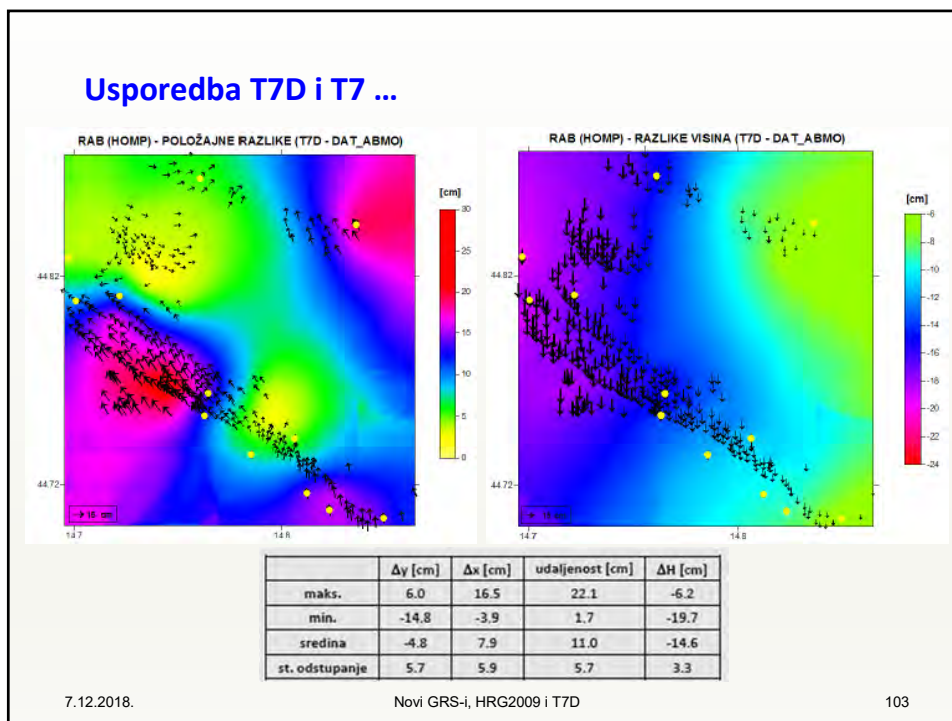 Usporedba T7D i T7 ...
RAB (HOMP) - POLOŽAJNE RAZLIKE (T7D - DAT_ABMO)
[cm]
30
25
20
15
10
5
0
44.82
44.72
14.7
14.8
RAB (HOMP) - RAZLIKE VISINA (T7D - DAT_ABMO)
[cm]
-6
-8
-10
-12
-14
-16
-18
-20
-22
-24
44.82
44.72
14.7
14.8
Δy [cm] Δx [cm] udaljenost [cm] ΔH [cm]
maks. 6.0 16.5 22.1 -6.2
min. -14.8 -3.9 1.7 -19.7
sredina -4.8 7.9 11.0 -14.6
st. odstupanje 5.7 5.9 5.7 3.3
7.12.2018. Novi GRS-i, HRG2009 i T7D 103